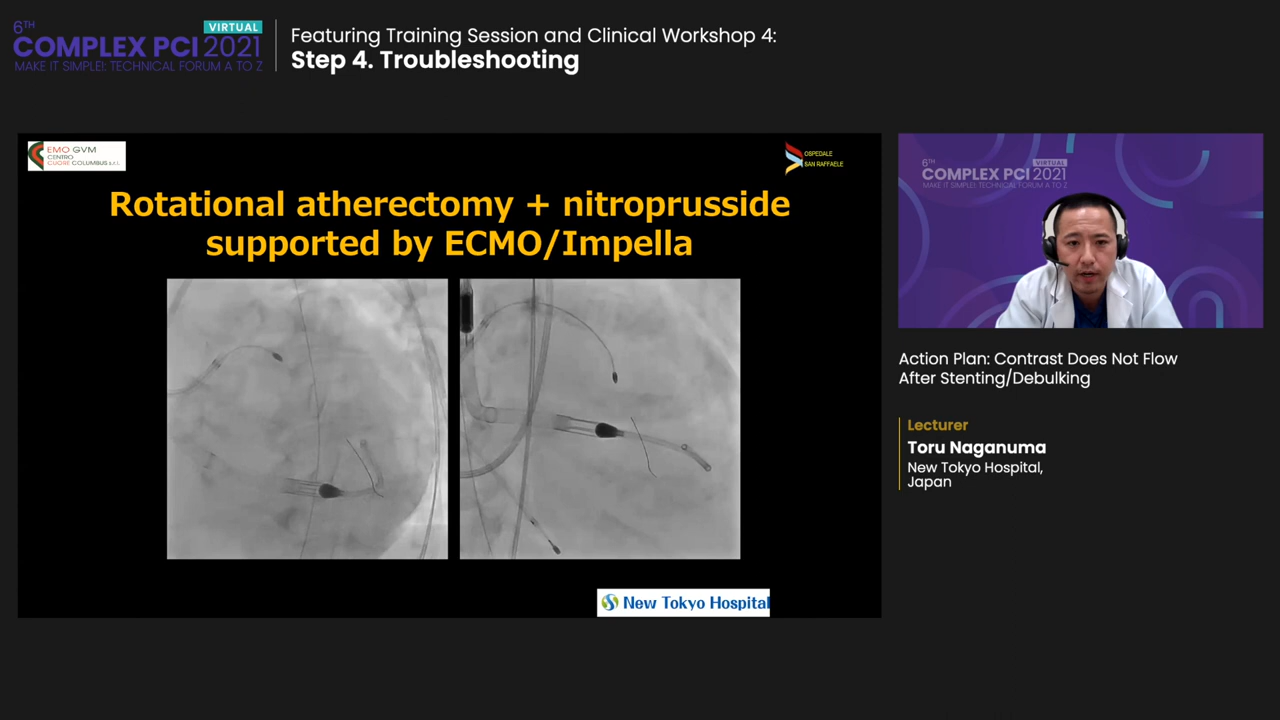 6TH
VIRTUAL
COMPLEX PCI 2021
MAKE IT SIMPLE!: TECHNICAL FORUM A TO Z
Featuring Training Session and Clinical Workshop 4:
Step 4. Troubleshooting
EMO GVM
CENTRO
CUORE COLUMBUS s.r.l.
OSPEDALE
SAN RAFFAELE
Rotational atherectomy + nitroprusside
supported by ECMO/Impella
New Tokyo Hospital
6TH
VIRTUAL
COMPLEX PCI 2021
MAKE IT SIMPLE!: TECHNICAL FORUM A TO Z
Action Plan: Contrast Does Not Flow
After Stenting/Debulking
Lecturer
Toru Naganuma
New Tokyo Hospital,
Japan